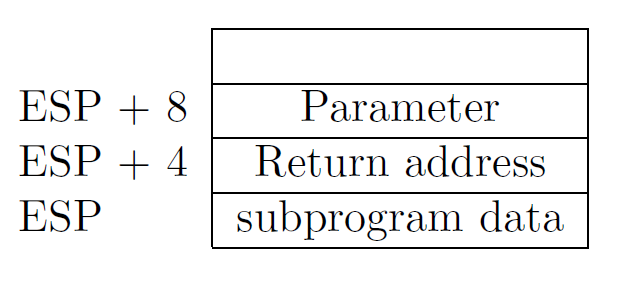 ESP + 8 Parameter
ESP + 4 Return address
ESP subprogram data